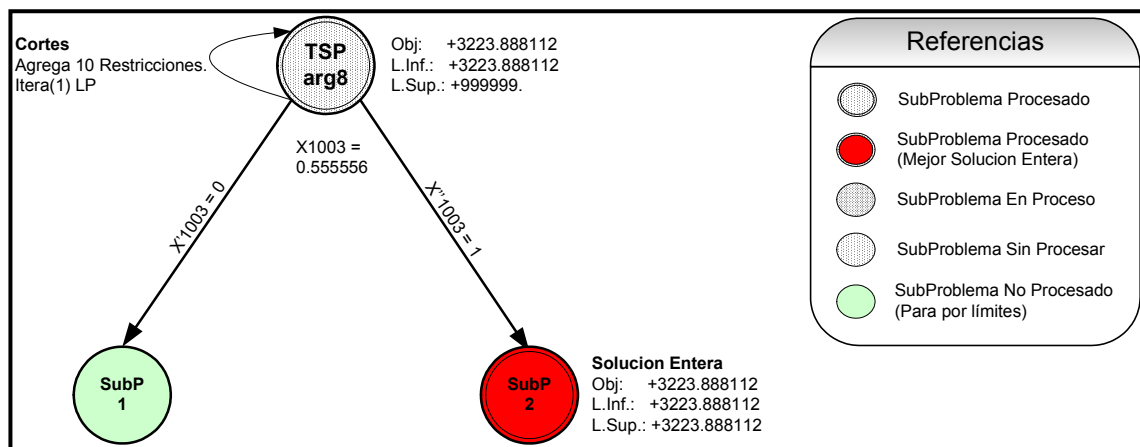 Cortes
Agrega 10 Restricciones.
Itera(1) LP
TSP
arg8
Obj: +3223.888112
L.Inf.: +3223.888112
L.Sup.: +999999.
X1003 =
0.555556
X'1003 = 0
X''1003 = 1
SubP
1
SubP
2
Solucion Entera
Obj: +3223.888112
L.Inf.: +3223.888112
L.Sup.: +3223.888112
Referencias
SubProblema Procesado
SubProblema Procesado
(Mejor Solucion Entera)
SubProblema En Proceso
SubProblema Sin Procesar
SubProblema No Procesado
(Para por límites)